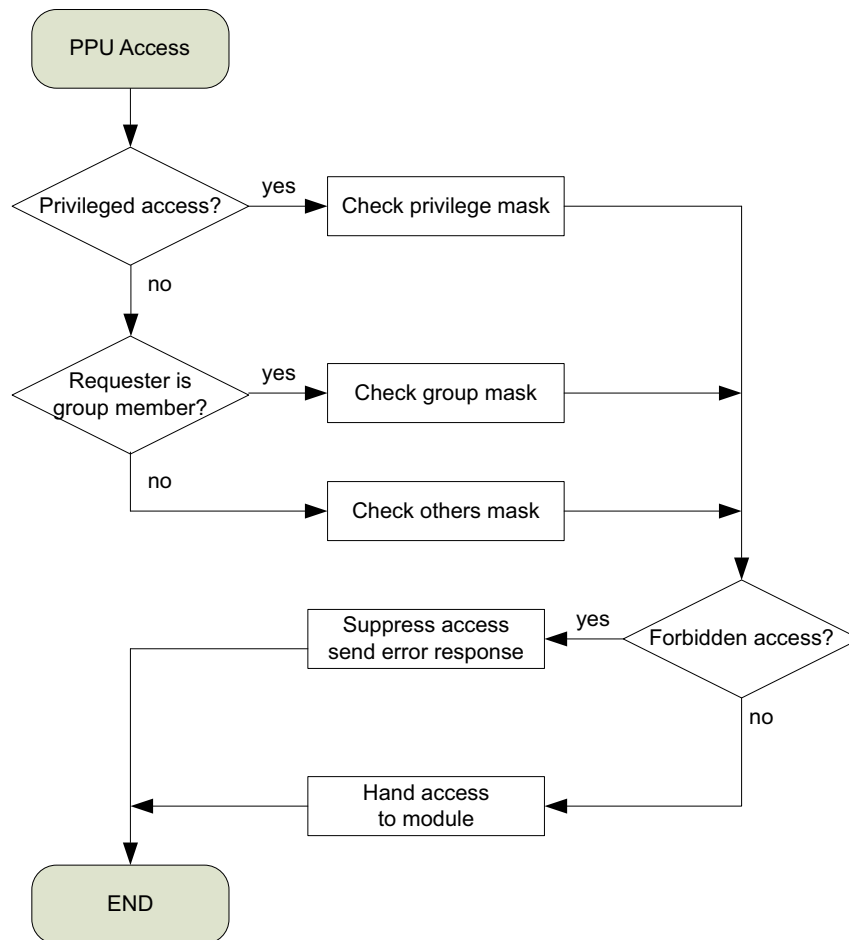 PPU Access
Privileged access?
yes
Check privilege mask
no
Requester is
group member?
yes
Check group mask
no
Check others mask
Forbidden access?
yes
Suppress access
send error response
no
Hand access
to module
END